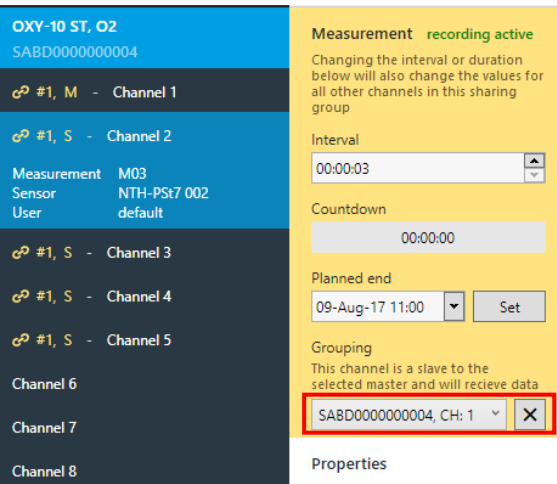 OXY-10 ST, O2
SABD0000000004
#1, M - Channel 1
#1, S - Channel 2
Measurement M03
Sensor NTH-PSt7 002
User default
#1, S - Channel 3
#1, S - Channel 4
#1, S - Channel 5
Channel 6
Channel 7
Channel 8
Measurement recording active
Changing the interval or duration
below will also change the values for
all other channels in this sharing
group
Interval
00:00:03
Countdown
00:00:00
Planned end
09-Aug-17 11:00 Set
Grouping
This channel is a slave to the
selected master and will recieve data
SABD0000000004, CH: 1
Properties